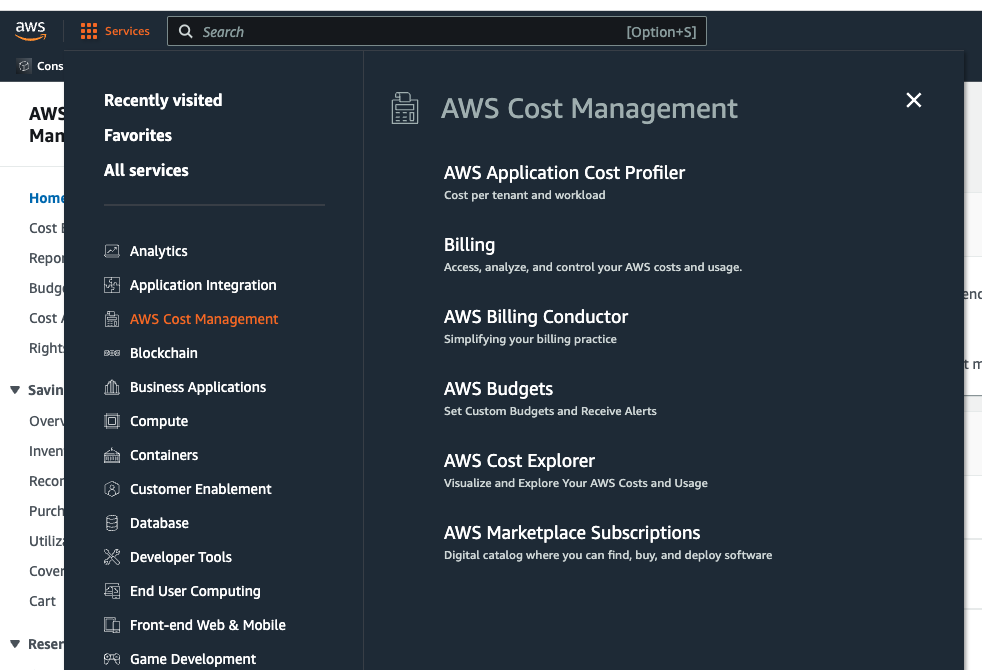 aws
Services
Search
[Option+S]
Cons
AWS
Man
Home
Cost E
Repor
Budge
Cost A
Rights
Savin
Overv
Inven
Recor
Purch
Utiliza
Cover
Cart
Reser
Recently visited
Favorites
All services
Analytics
Application Integration
AWS Cost Management
Blockchain
Business Applications
Compute
Containers
Customer Enablement
Database
Developer Tools
End User Computing
Front-end Web & Mobile
Game Development
AWS Cost Management
AWS Application Cost Profiler
Cost per tenant and workload
Billing
Access, analyze, and control your AWS costs and usage.
AWS Billing Conductor
Simplifying your billing practice
AWS Budgets
Set Custom Budgets and Receive Alerts
AWS Cost Explorer
Visualize and Explore Your AWS Costs and Usage
AWS Marketplace Subscriptions
Digital catalog where you can find, buy, and deploy software
end
t m